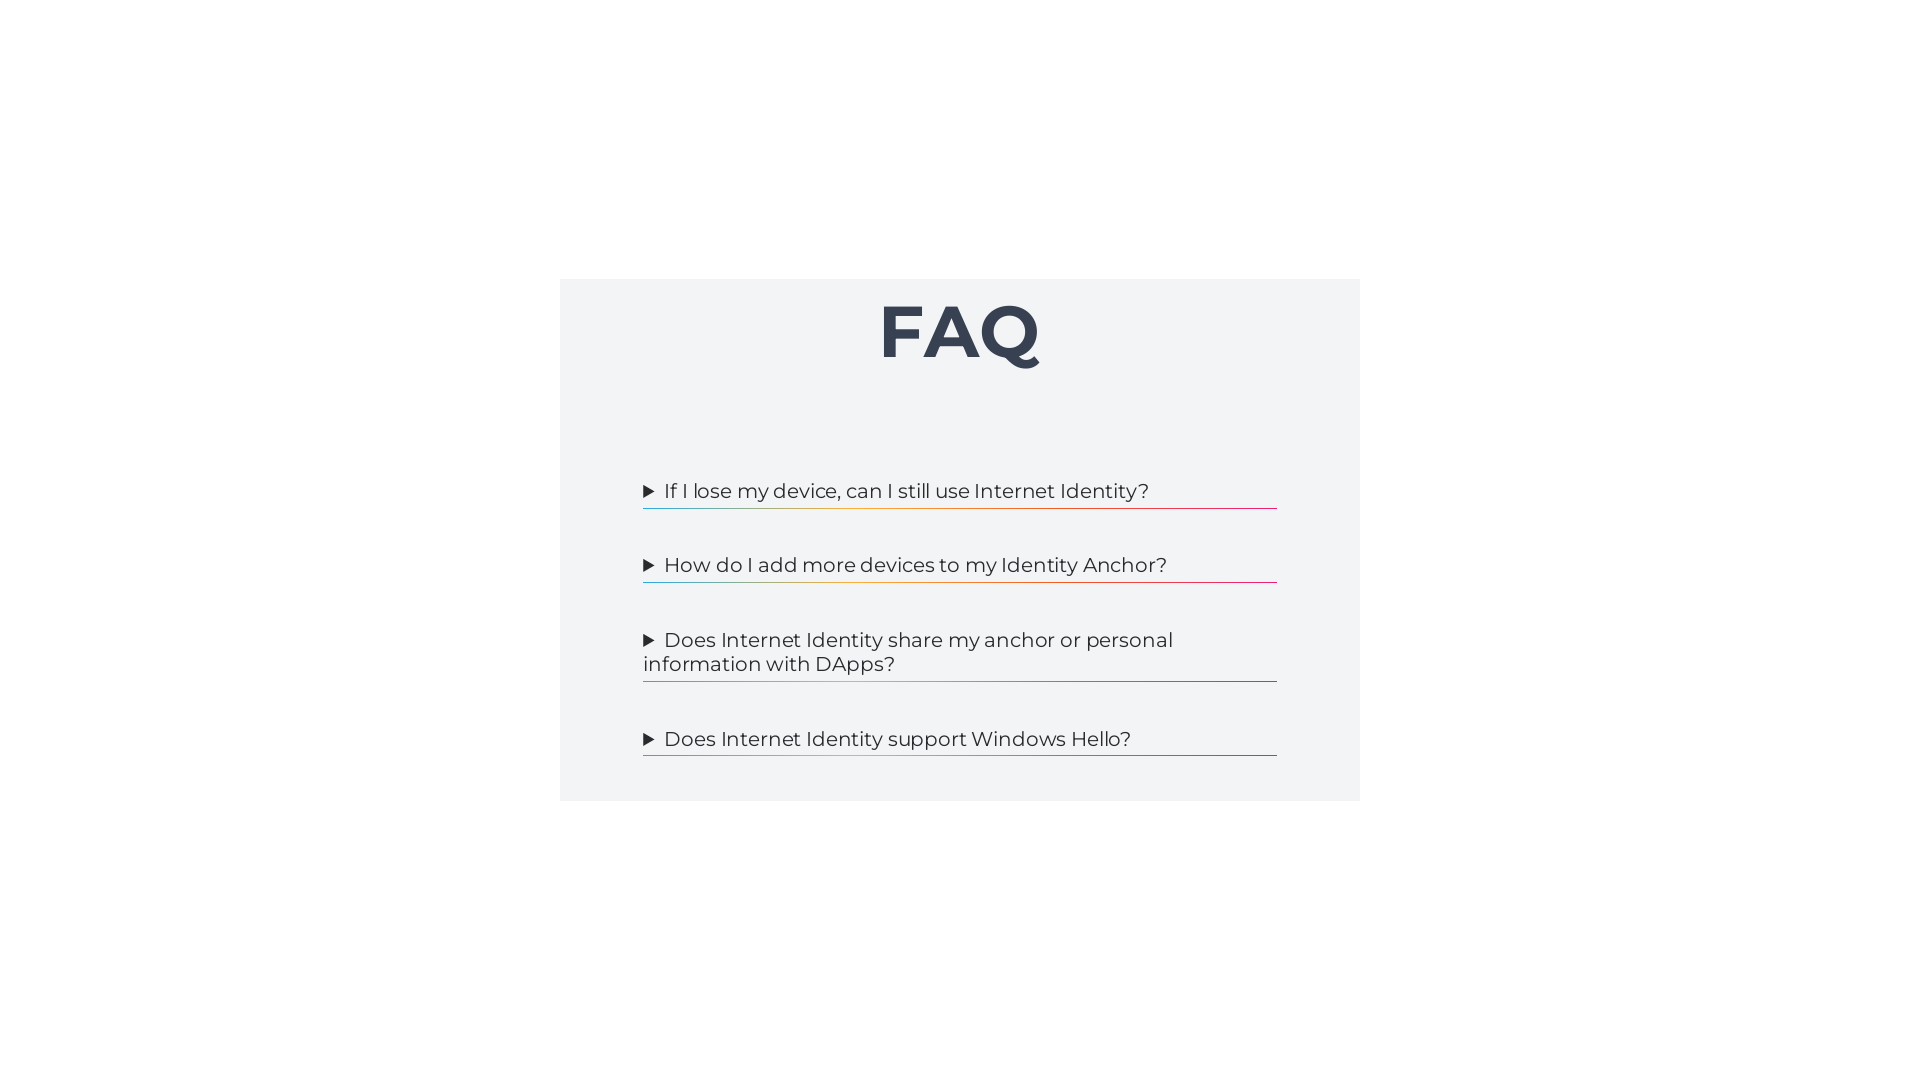 FAQ
If I lose my device, can I still use Internet Identity?
How do I add more devices to my Identity Anchor?
Does Internet Identity share my anchor or personal
information with DApps?
Does Internet Identity support Windows Hello?